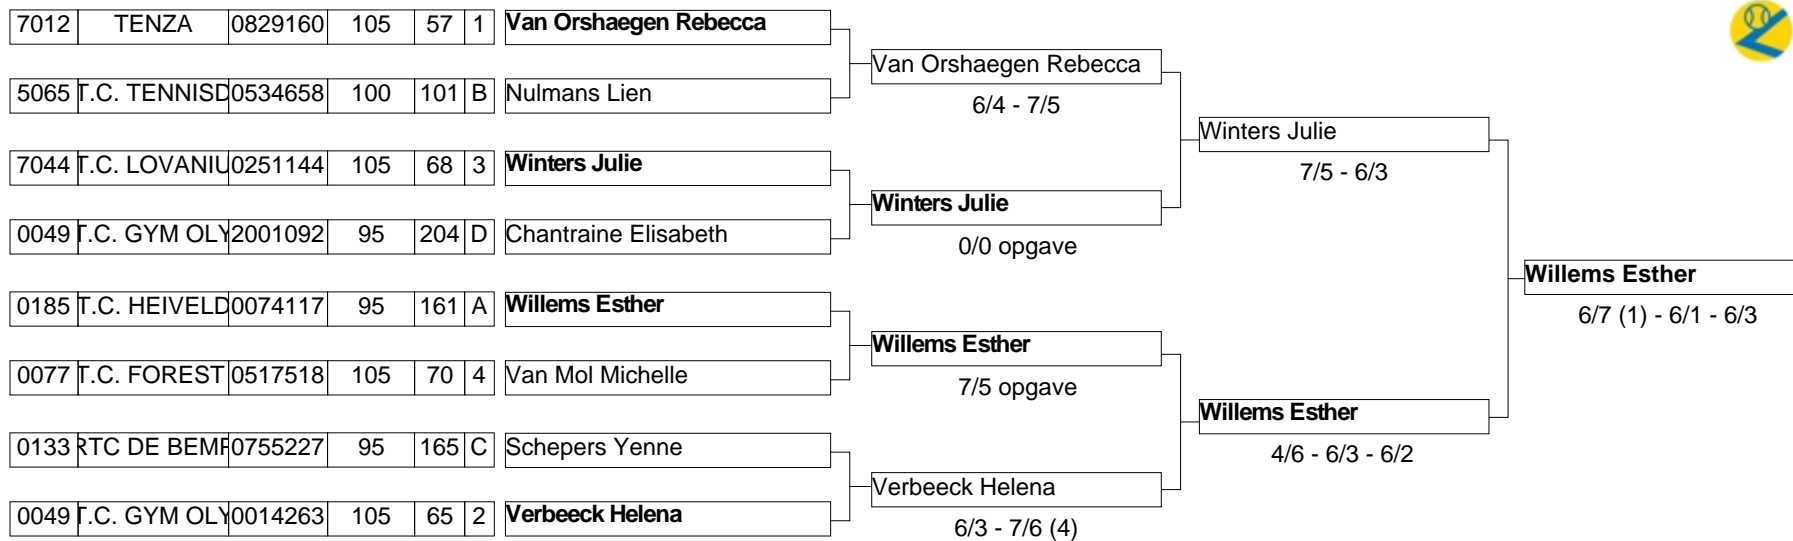 7012 TENZA 0829160 105 57 1 Van Orshaegen Rebecca
Van Orshaegen Rebecca
5065 T.C. TENNISD 0534658 100 101 B Nulmans Lien
6/4 - 7/5
Winters Julie
7044 T.C. LOVANIU 0251144 105 68 3 Winters Julie
7/5 - 6/3
Winters Julie
0049 T.C. GYM OLY 2001092 95 204 D Chantraine Elisabeth
0/0 opgave
Willems Esther
0185 T.C. HEIVELD 0074117 95 161 A Willems Esther
6/7 (1) - 6/1 - 6/3
Willems Esther
0077 T.C. FOREST 0517518 105 70 4 Van Mol Michelle
7/5 opgave
Willems Esther
0133 RTC DE BEMF 0755227 95 165 C Schepers Yenne
4/6 - 6/3 - 6/2
Verbeeck Helena
0049 T.C. GYM OLY 0014263 105 65 2 Verbeeck Helena
6/3 - 7/6 (4)